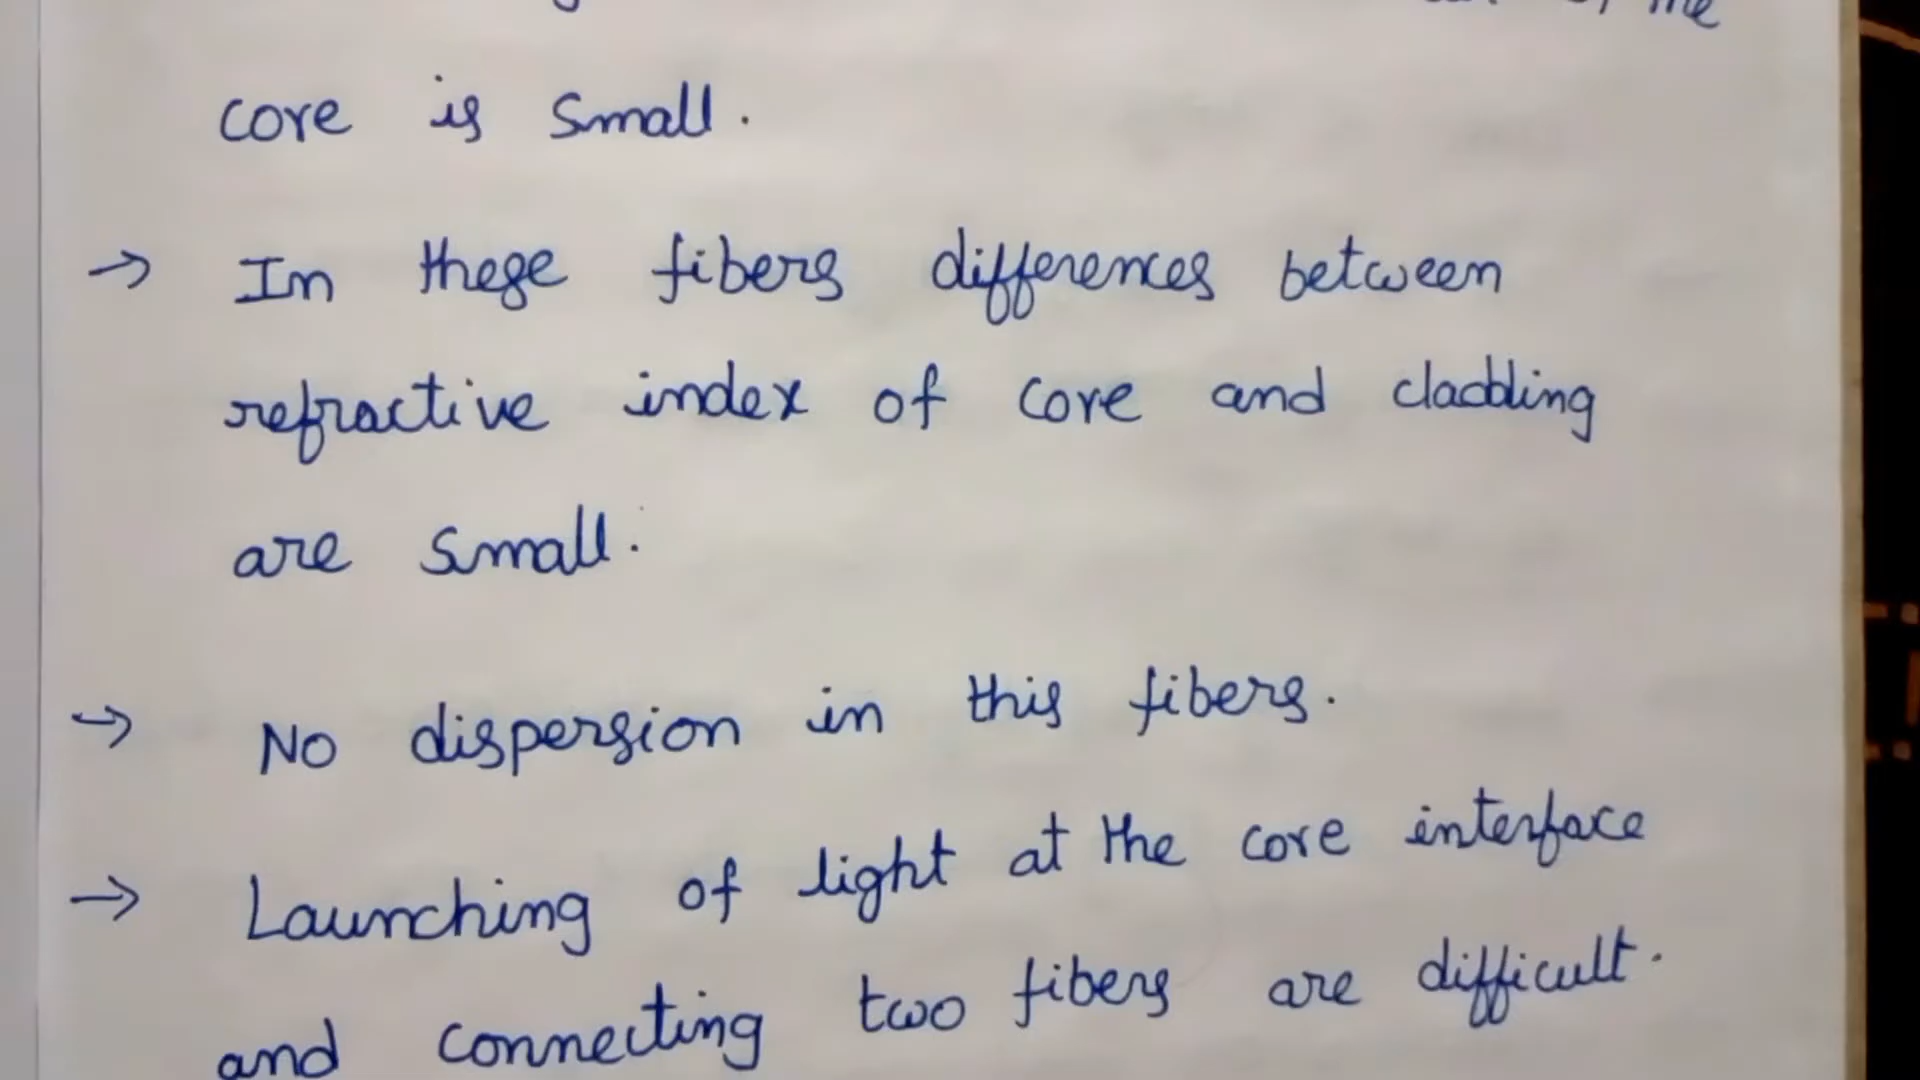 the
core is small.
→ In these fibers differences between
refractive index of core and cladding
are small.
→ No dispersion in this fibers.
→ Launching of light at the core interface
and connecting two fibers are difficult.